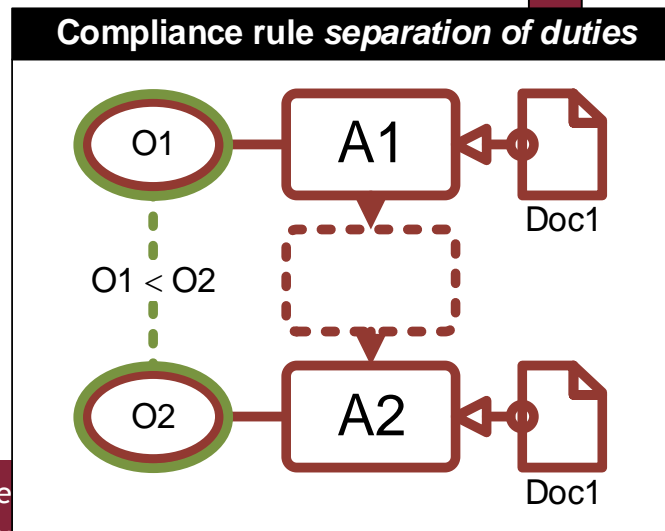 Compliance rule separation of duties
O1
A1
Doc1
O1 < O2
O2
A2
Doc1
e